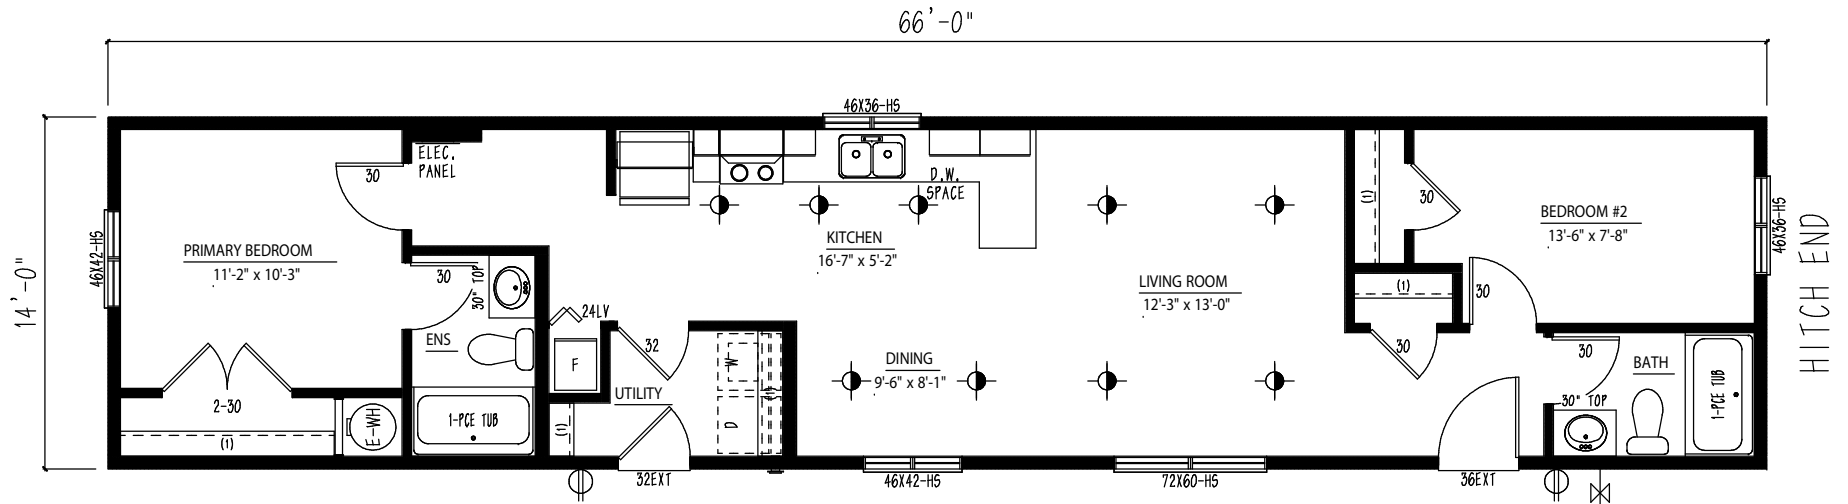 66'-0"
14'-0"
46X36-HS
ELEC.
PANEL
30
D.W.
SPACE
(1)
30
BEDROOM #2
13'-6" x 7'-8"
46X36-HS
HITCH END
46X42-HS
PRIMARY BEDROOM
11'-2" x 10'-3"
30
30" TOP
KITCHEN
16'-7" x 5'-2"
LIVING ROOM
12'-3" x 13'-0"
(1)
30
24LV
ENS
32
W
F
DINING
9'-6" x 8'-1"
30
30
BATH
UTILITY
(1)
2-30
E-WH
1-PCE TUB
(1)
D
30" TOP
1-PCE TUB
(1)
32EXT
46X42-HS
72X60-HS
36EXT